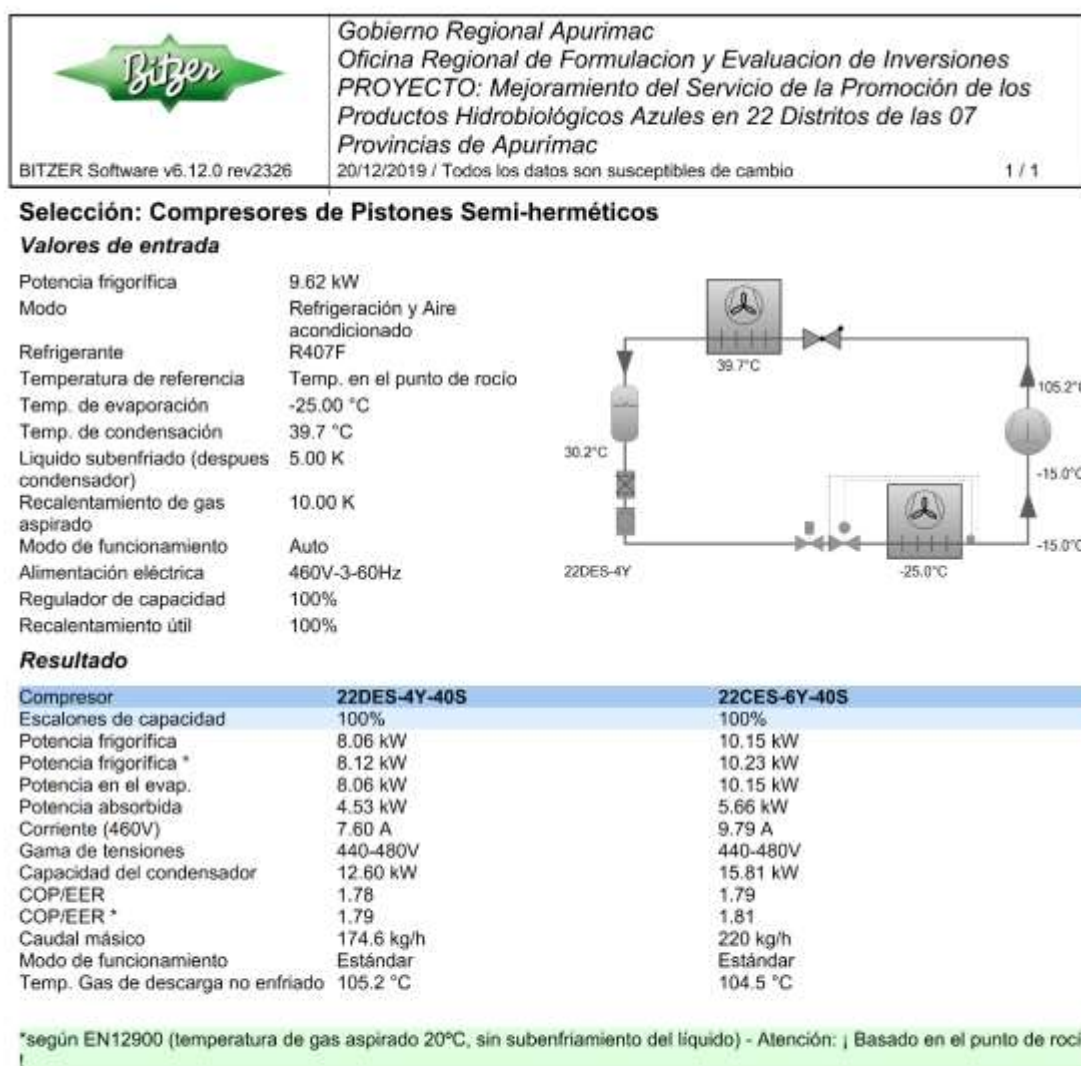 Bitzer
BITZER Software v6.12.0 rev2326
Gobierno Regional Apurimac
Oficina Regional de Formulacion y Evaluacion de Inversiones
PROYECTO: Mejoramiento del Servicio de la Promoción de los
Productos Hidrobiológicos Azules en 22 Distritos de las 07
Provincias de Apurímac
20/12/2019 / Todos los datos son susceptibles de cambio 1 / 1
Selección: Compresores de Pistones Semi-herméticos
Valores de entrada
Potencia frigorífica 9.62 kW
Modo Refrigeración y Aire
acondicionado
Refrigerante R407F
Temperatura de referencia Temp. en el punto de rocío
Temp. de evaporación -25.00 °C
Temp. de condensación 39.7 °C
Liquido subenfriado (despues 5.00 K
condensador)
Recalentamiento de gas 10.00 K
aspirado
Modo de funcionamiento Auto
Alimentación eléctrica 460V-3-60Hz
Regulador de capacidad 100%
Recalentamiento útil 100%
39.7°C
105.2°C
30.2°C
-15.0°C
-15.0°C
22DES-4Y
-25.0°C
Resultado
Compresor 22DES-4Y-40S 22CES-6Y-40S
Escalones de capacidad 100% 100%
Potencia frigorífica 8.06 kW 10.15 kW
Potencia frigorífica * 8.12 kW 10.23 kW
Potencia en el evap. 8.06 kW 10.15 kW
Potencia absorbida 4.53 kW 5.66 kW
Corriente (460V) 7.60 A 9.79 A
Gama de tensiones 440-480V 440-480V
Capacidad del condensador 12.60 kW 15.81 kW
COP/EER 1.78 1.79
COP/EER * 1.79 1.81
Caudal másico 174.6 kg/h 220 kg/h
Modo de funcionamiento Estándar Estándar
Temp. Gas de descarga no enfriado 105.2 °C 104.5 °C
*según EN12900 (temperatura de gas aspirado 20ºC, sin subenfriamiento del líquido) - Atención: ¡ Basado en el punto de rocí
!